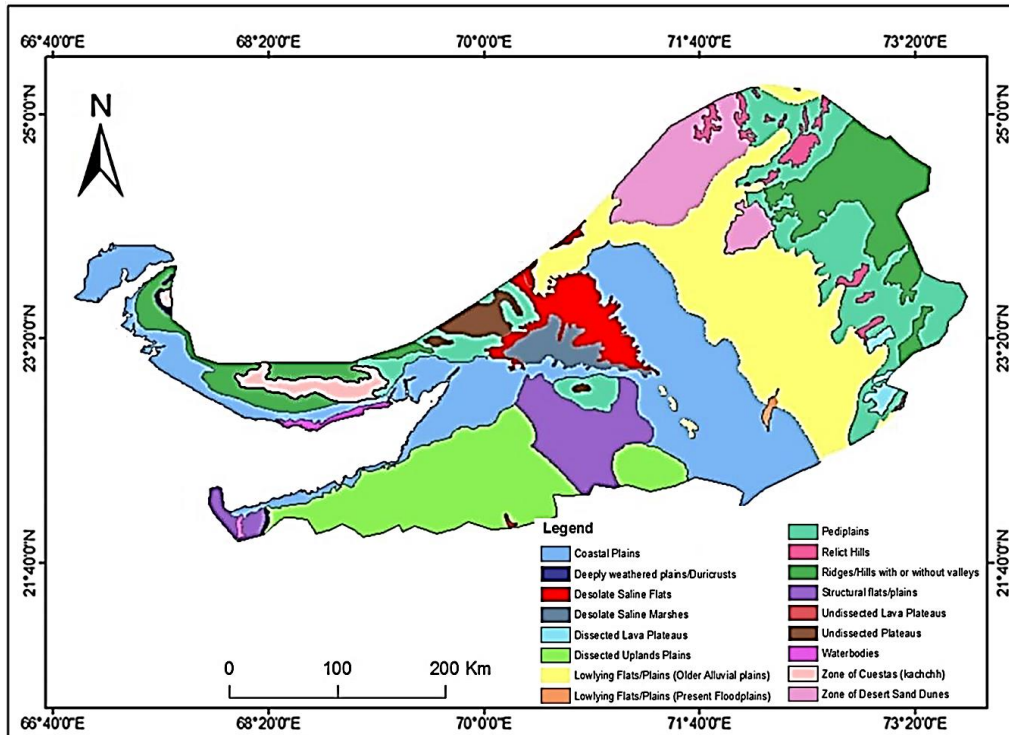 66°40'0"E 68°20'0"E 70°0'0"E 71°40'0"E 73°20'0"E
N
25°0'0"N 25°0'0"N
23°20'0"N 23°20'0"N
21°40'0"N 21°40'0"N
Legend
Coastal Plains
Deeply weathered plains/Duricrusts
Desolate Saline Flats
Desolate Saline Marshes
Dissected Lava Plateaus
Dissected Uplands Plains
Lowlying Flats/Plains (Older Alluvial plains)
Lowlying Flats/Plains (Present Floodplains)
Pediplains
Relict Hills
Ridges/Hills with or without valleys
Structural flats/plains
Undissected Lava Plateaus
Undissected Plateau
Waterbodies
Zone of Cuestas (kachchh)
Zone of Desert Sand Dunes
0 100 200 Km
66°40'0"E 68°20'0"E 70°0'0"E 71°40'0"E 73°20'0"E